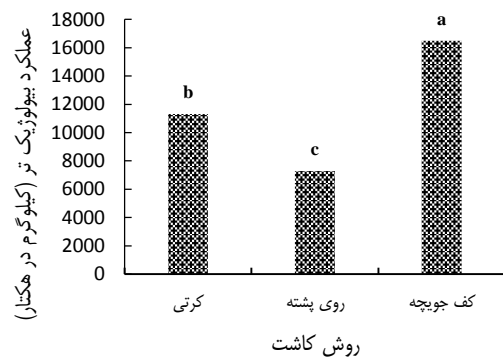 عملکرد بیولوژیک تر (کیلوگرم در هکتار)
18000
16000
14000
12000
10000
8000
6000
4000
2000
0
b
c
a
کرتی
روی پشته
کف جویچه
روش کاشت